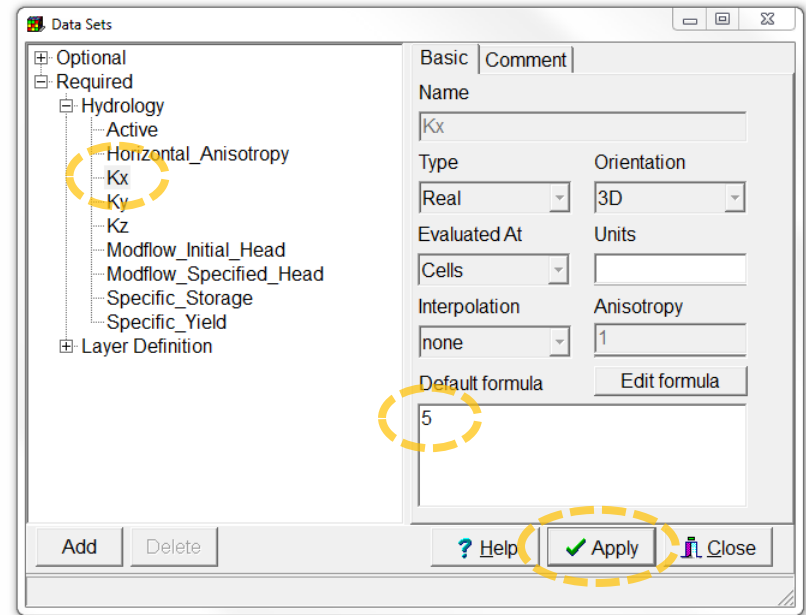 Data Sets
Optional
Required
Hydrology
Active
Horizontal_Anisotropy
Kx
Ky
Kz
Modflow_Initial_Head
Modflow_Specified_Head
Specific_Storage
Specific_Yield
Layer Definition
Basic Comment
Name
Kx
Type Orientation
Real 3D
Evaluated At Units
Cells
Interpolation Anisotropy
none 1
Default formula Edit formula
5
Add Delete ? Help Apply Close